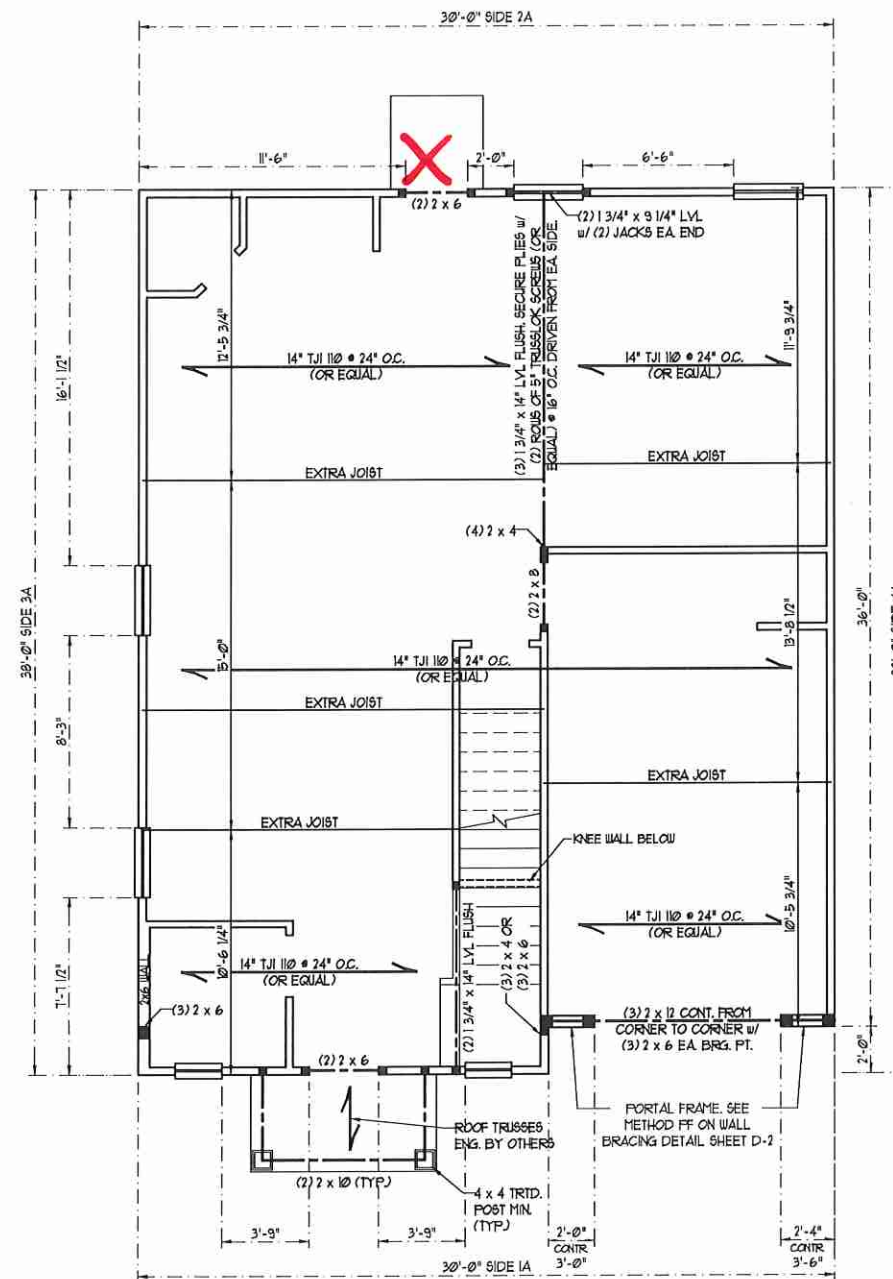 30'-0" SIDE 2A
11'-6"
2'-0"
6'-6"
(2) 2 x 6
(2) 1 3/4" x 9 1/4" LVL
w/ (2) JACKS EA. END
(3) 1 3/4" x 14" LVL FLUSH. SECURE PLIES w/
(2) ROWS OF 5" TRUSSLOK SCREWS (OR
EQUAL) @ 16" O.C. DRIVEN FROM EA. SIDE.
12'-5 3/4"
11'-9 3/4"
16'-1 1/2"
14" TJI 110 @ 24" O.C.
(OR EQUAL)
14" TJI 110 @ 24" O.C.
(OR EQUAL)
EXTRA JOIST
EXTRA JOIST
(4) 2 x 4
(2) 2 x 8
38'-0" SIDE 3A
36'-0"
13'-8 1/2"
15'-0"
14" TJI 110 @ 24" O.C.
(OR EQUAL)
8'-3"
EXTRA JOIST
EXTRA JOIST
EXTRA JOIST
KNEE WALL BELOW
7'-7 1/2"
10'-6 1/4"
10'-5 3/4"
14" TJI 110 @ 24" O.C.
(OR EQUAL)
14" TJI 110 @ 24" O.C.
(OR EQUAL)
2x6 WALL
(3) 2 x 6
(2) 1 3/4" x 14" LVL FLUSH
(3) 2 x 4 OR
(3) 2 x 6
(3) 2 x 12 CONT. FROM
CORNER TO CORNER w/
(3) 2 x 6 EA. BRG. PT.
2'-0"
(2) 2 x 6
ROOF TRUSSES
ENG. BY OTHERS
PORTAL FRAME. SEE
METHOD PF ON WALL
BRACING DETAIL SHEET D-2
(2) 2 x 10 (TYP.)
4 x 4 TRTD.
POST MIN.
(TYP.)
3'-9"
3'-9"
2'-0"
CONTR
3'-0"
2'-4"
CONTR
3'-6"
30'-0" SIDE 1A